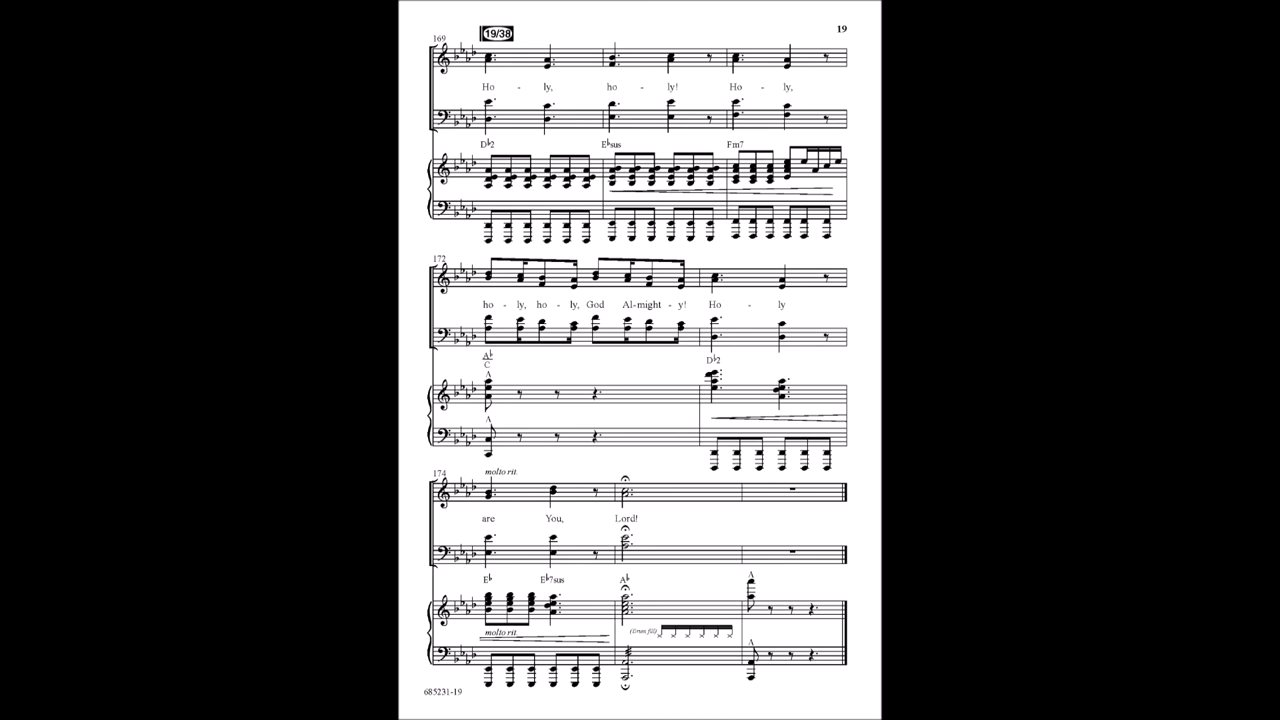 19/38
19
169
Ho - ly, ho - ly! Ho - ly,
D♭2 E♭sus Fm7
172
ho - ly, ho - ly, God Al-might - y! Ho - ly
A♭
C
D♭2
174 molto rit.
are You, Lord!
E♭ E♭7sus A♭
molto rit.
(Drum fill)
685231-19